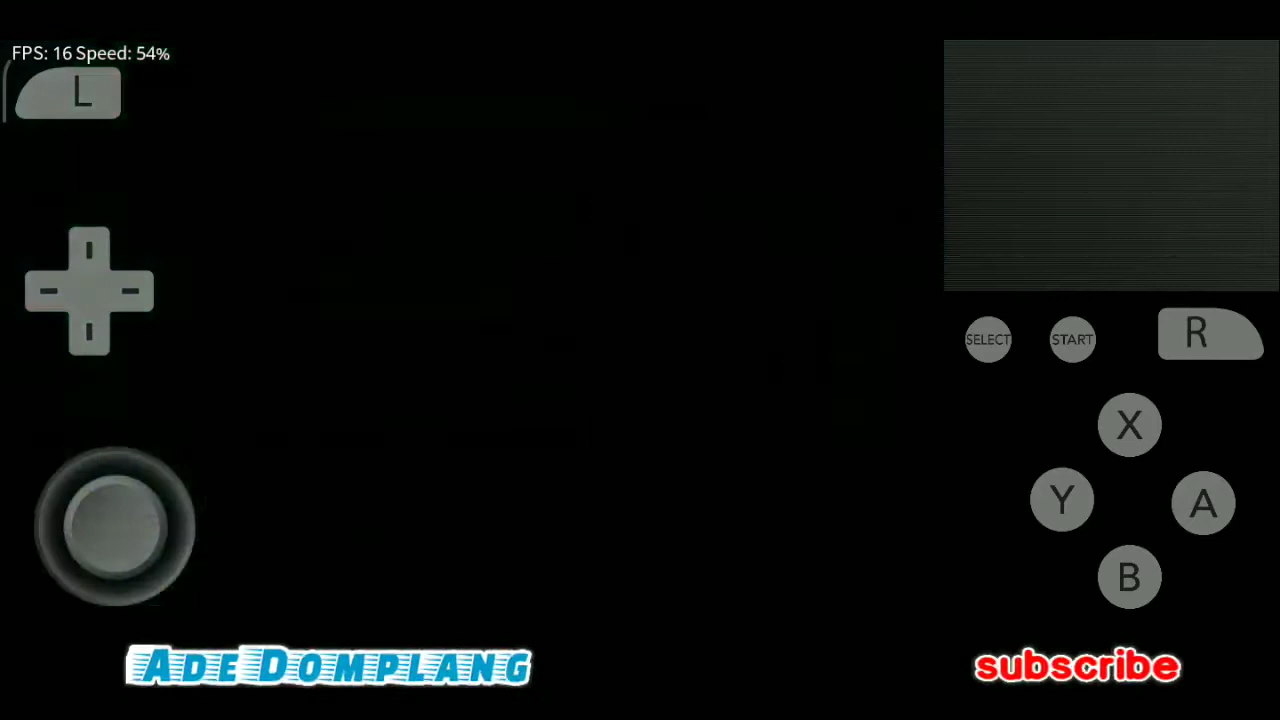 FPS: 16 Speed: 54%
L
SELECT
START
R
X
Y
A
B
ADE DOMPLANG
subscribe